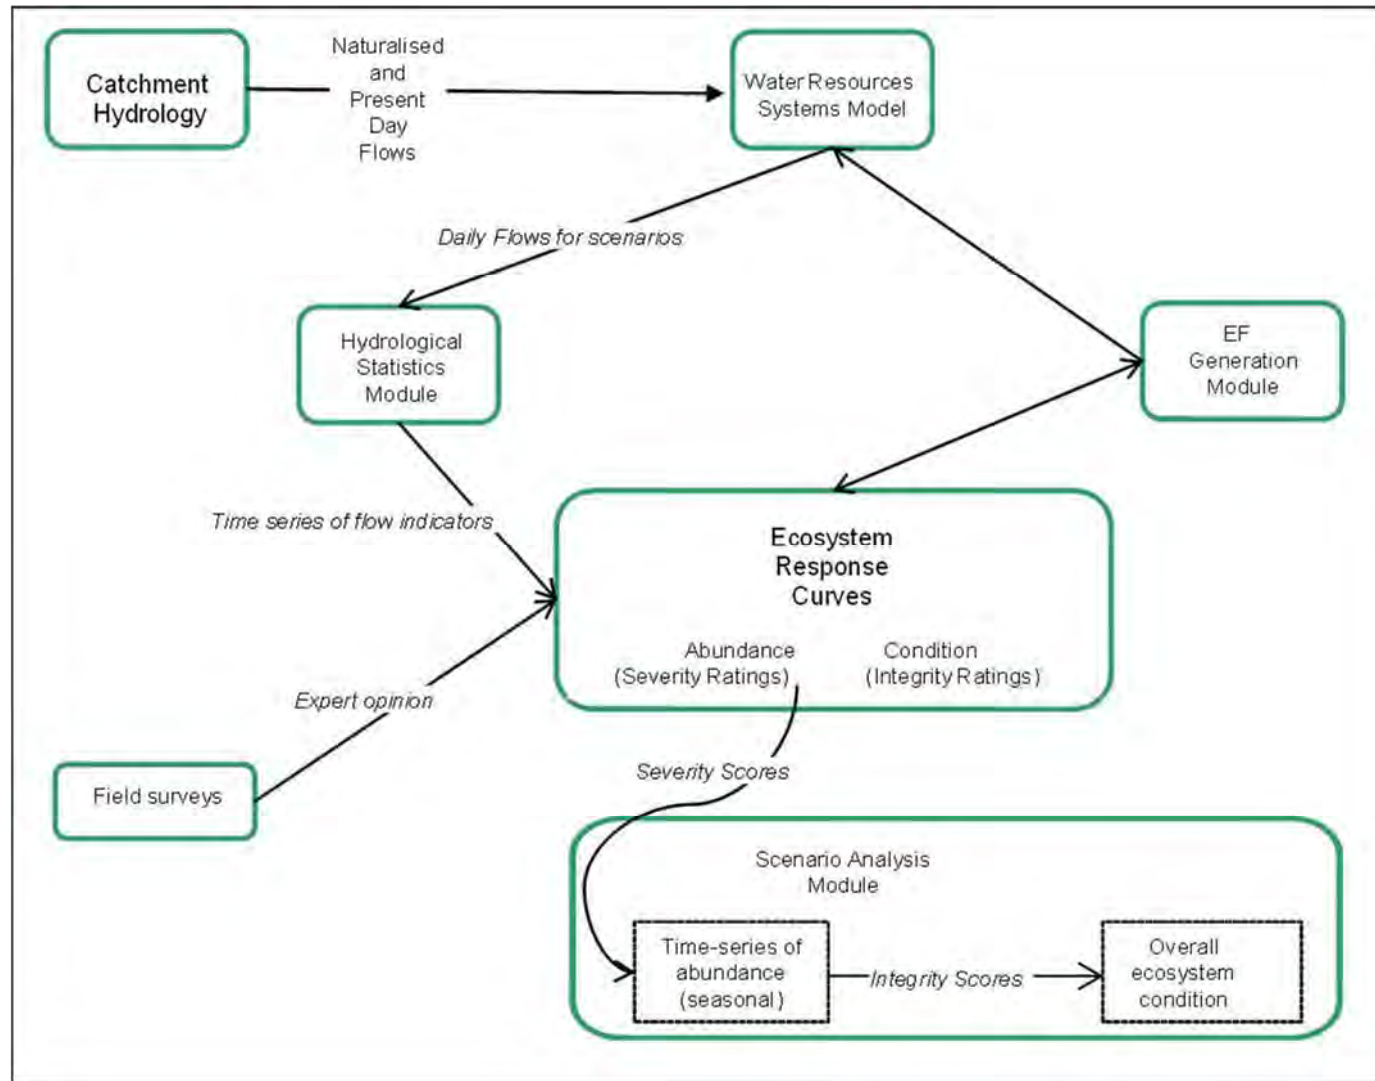 Catchment
Hydrology
Naturalised
and
Present
Day
Flows
Water Resources
Systems Model
Daily Flows for scenarios
Hydrological
Statistics
Module
EF
Generation
Module
Time series of flow indicators
Ecosystem
Response
Curves
Abundance
(Severity Ratings)
Condition
(Integrity Ratings)
Expert opinion
Field surveys
Severity Scores
Scenario Analysis
Module
Time-series of
abundance
(seasonal)
Integrity Scores
Overall
ecosystem
condition